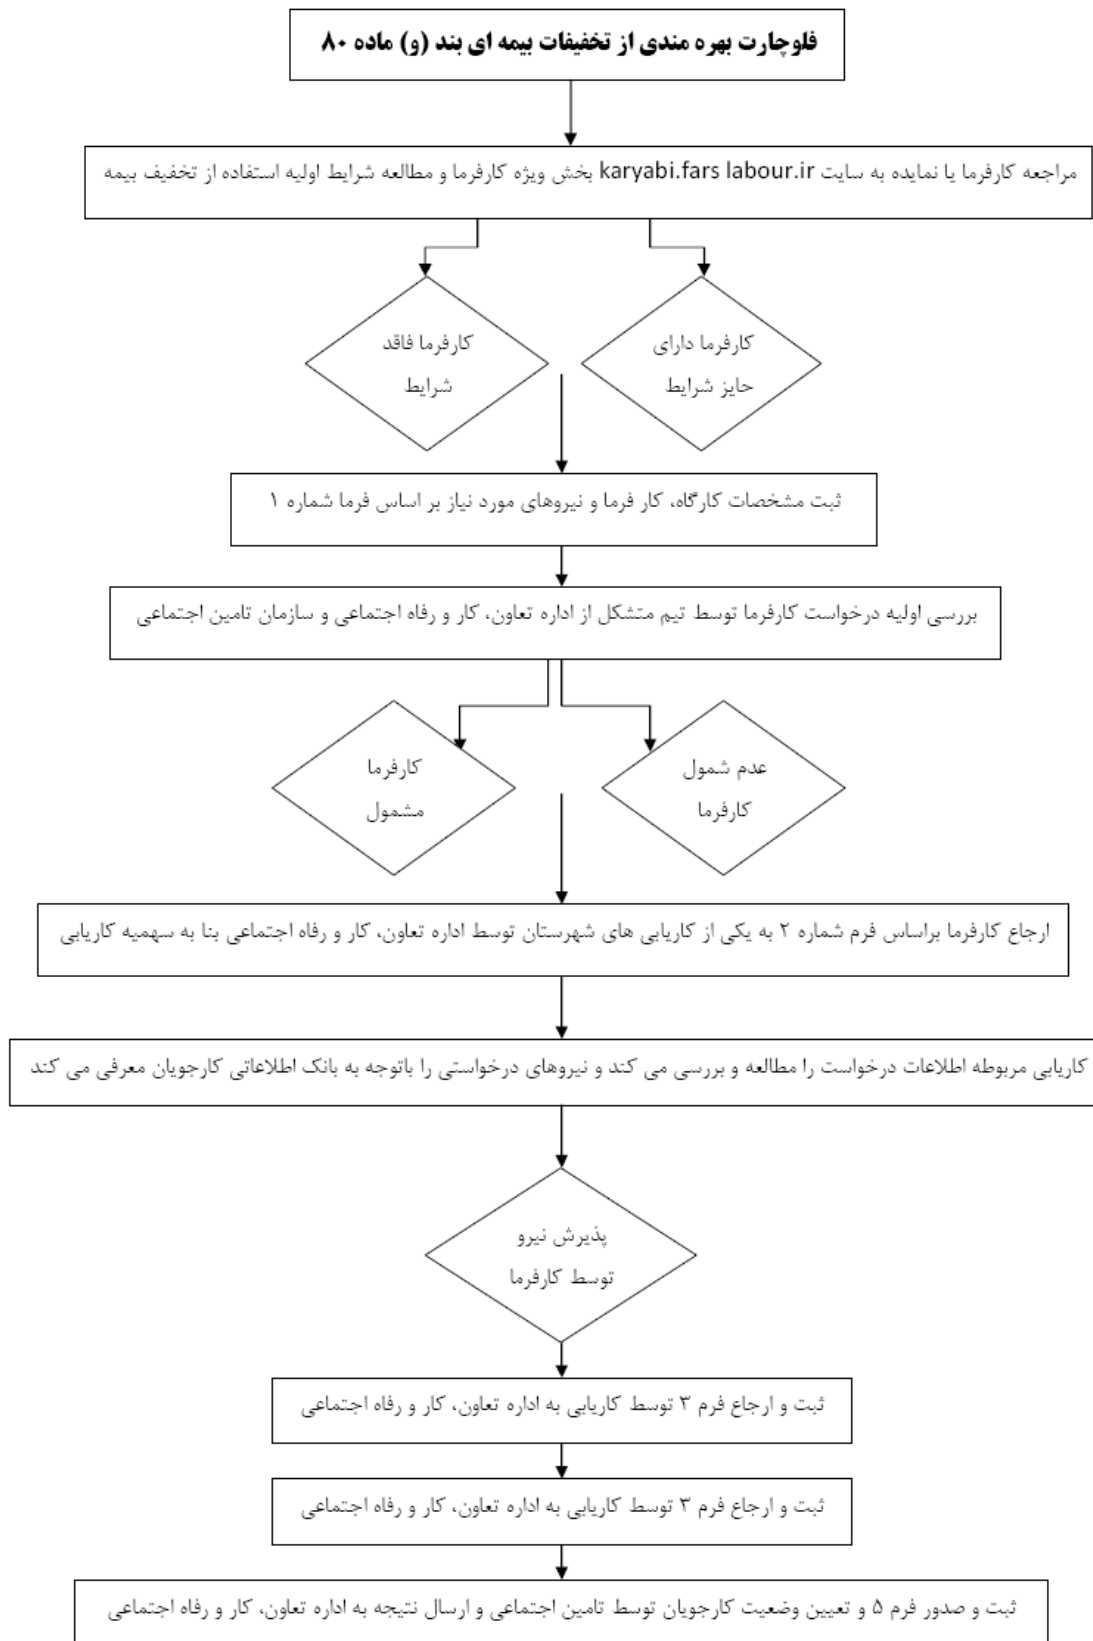 فلوچارت بهره مندی از تخفیفات بیمه ای بند (و) ماده ۸۰
مراجعه کارفرما یا نمایده به سایت karyabi.fars labour.ir بخش ویژه کارفرما و مطالعه شرایط اولیه استفاده از تخفیف بیمه
کارفرما دارای
حایز شرایط
کارفرما فاقد
شرایط
ثبت مشخصات کارگاه، کار فرما و نیروهای مورد نیاز بر اساس فرما شماره ۱
بررسی اولیه درخواست کارفرما توسط تیم متشکل از اداره تعاون، کار و رفاه اجتماعی و سازمان تامین اجتماعی
عدم شمول
کارفرما
کارفرما
مشمول
ارجاع کارفرما براساس فرم شماره ۲ به یکی از کاریابی های شهرستان توسط اداره تعاون، کار و رفاه اجتماعی بنا به سهمیه کاریابی
کاریابی مربوطه اطلاعات درخواست را مطالعه و بررسی می کند و نیروهای درخواستی را باتوجه به بانک اطلاعاتی کارجویان معرفی می کند
پذیرش نیرو
توسط کارفرما
ثبت و ارجاع فرم ۳ توسط کاریابی به اداره تعاون، کار و رفاه اجتماعی
ثبت و ارجاع فرم ۳ توسط کاریابی به اداره تعاون، کار و رفاه اجتماعی
ثبت و صدور فرم ۵ و تعیین وضعیت کارجویان توسط تامین اجتماعی و ارسال نتیجه به اداره تعاون، کار و رفاه اجتماعی